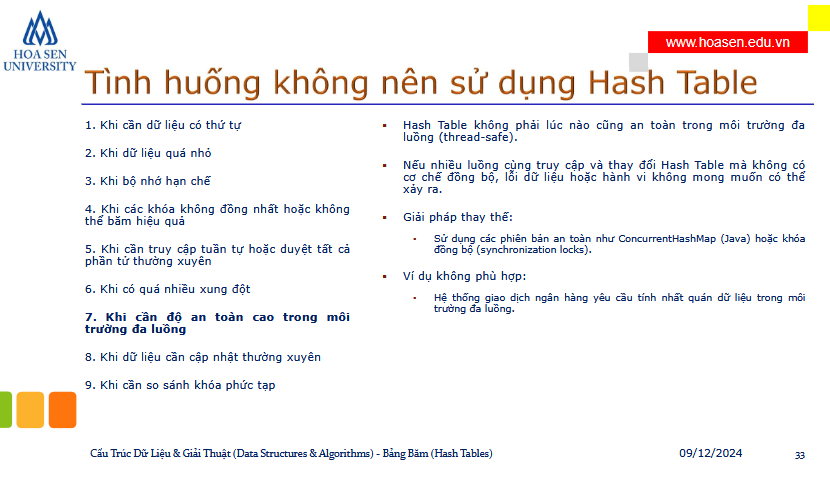 HOA SEN
UNIVERSITY
www.hoasen.edu.vn
Tình huống không nên sử dụng Hash Table
1. Khi cần dữ liệu có thứ tự
2. Khi dữ liệu quá nhỏ
3. Khi bộ nhớ hạn chế
4. Khi các khóa không đồng nhất hoặc không
thể băm hiệu quả
5. Khi cần truy cập tuần tự hoặc duyệt tất cả
phần tử thường xuyên
6. Khi có quá nhiều xung đột
7. Khi cần độ an toàn cao trong môi
trường đa luồng
8. Khi dữ liệu cần cập nhật thường xuyên
9. Khi cần so sánh khóa phức tạp
▪ Hash Table không phải lúc nào cũng an toàn trong môi trường đa
luồng (thread-safe).
▪ Nếu nhiều luồng cùng truy cập và thay đổi Hash Table mà không có
cơ chế đồng bộ, lỗi dữ liệu hoặc hành vi không mong muốn có thể
xảy ra.
▪ Giải pháp thay thế:
• Sử dụng các phiên bản an toàn như ConcurrentHashMap (Java) hoặc khóa
đồng bộ (synchronization locks).
▪ Ví dụ không phù hợp:
• Hệ thống giao dịch ngân hàng yêu cầu tính nhất quán dữ liệu trong môi
trường đa luồng.
Cấu Trúc Dữ Liệu & Giải Thuật (Data Structures & Algorithms) - Bảng Băm (Hash Tables)
09/12/2024
33